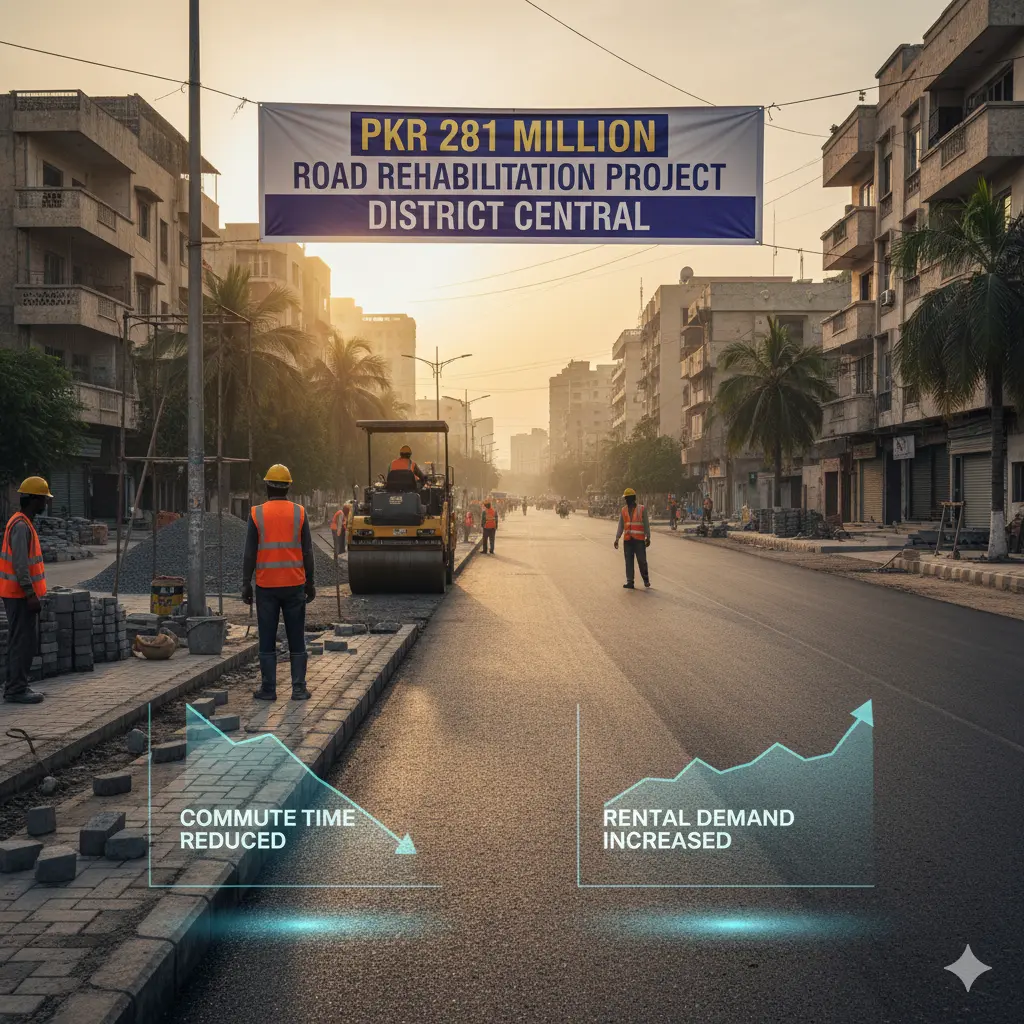 PKR 281 MILLION
ROAD REHABILITATION PROJECT
DISTRICT CENTRAL
COMMUTE TIME
REDUCED
RENTAL DEMAND
INCREASED